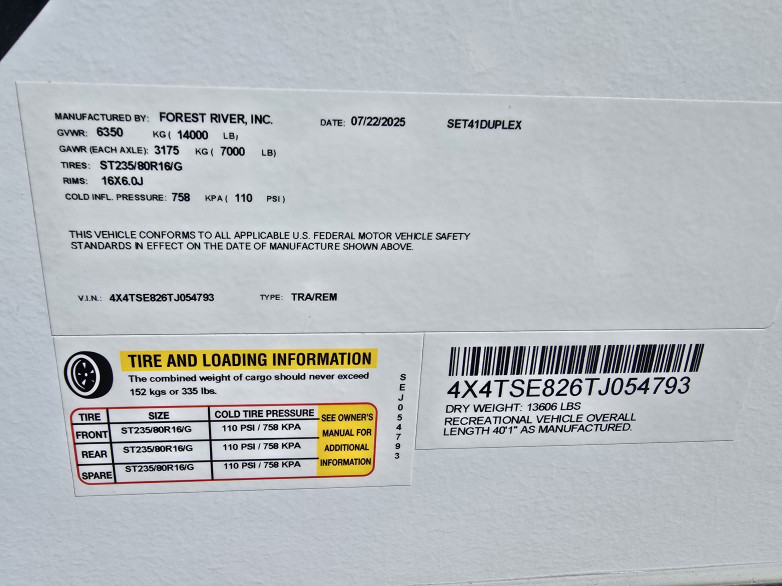 MANUFACTURED BY: FOREST RIVER, INC. DATE: 07/22/2025 SET41DUPLEX
GVWR: 6350 KG ( 14000 LB)
GAWR (EACH AXLE): 3175 KG ( 7000 LB)
TIRES: ST235/80R16/G
RIMS: 16X6.0J
COLD INFL. PRESSURE: 758 KPA ( 110 PSI )
THIS VEHICLE CONFORMS TO ALL APPLICABLE U.S. FEDERAL MOTOR VEHICLE SAFETY
STANDARDS IN EFFECT ON THE DATE OF MANUFACTURE SHOWN ABOVE.
V.I.N.: 4X4TSE826TJ054793 TYPE: TRA/REM
TIRE AND LOADING INFORMATION
The combined weight of cargo should never exceed
152 kgs or 335 lbs.
TIRE SIZE COLD TIRE PRESSURE SEE OWNER'S
FRONT ST235/80R16/G 110 PSI / 758 KPA MANUAL FOR
REAR ST235/80R16/G 110 PSI / 758 KPA ADDITIONAL
SPARE ST235/80R16/G 110 PSI / 758 KPA INFORMATION
SEJ054793
4X4TSE826TJ054793
DRY WEIGHT: 13606 LBS
RECREATIONAL VEHICLE OVERALL
LENGTH 40'1" AS MANUFACTURED.